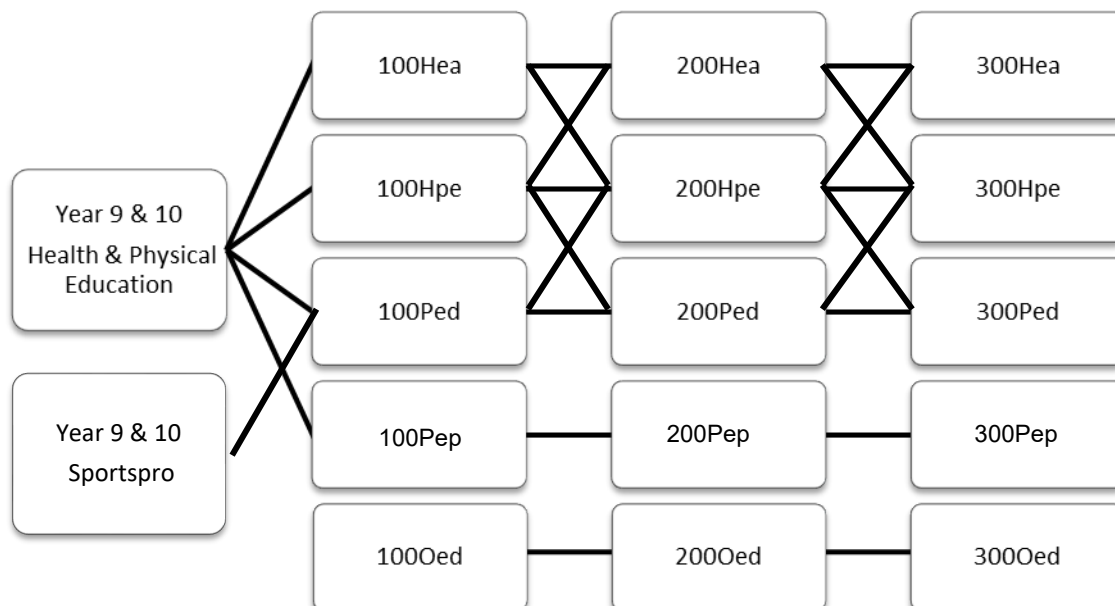 100Hea
200Hea
300Hea
100Hpe
200Hpe
300Hpe
Year 9 & 10
Health & Physical
Education
100Ped
200Ped
300Ped
Year 9 & 10
Sportspro
100Pep
200Pep
300Pep
100Oed
200Oed
300Oed